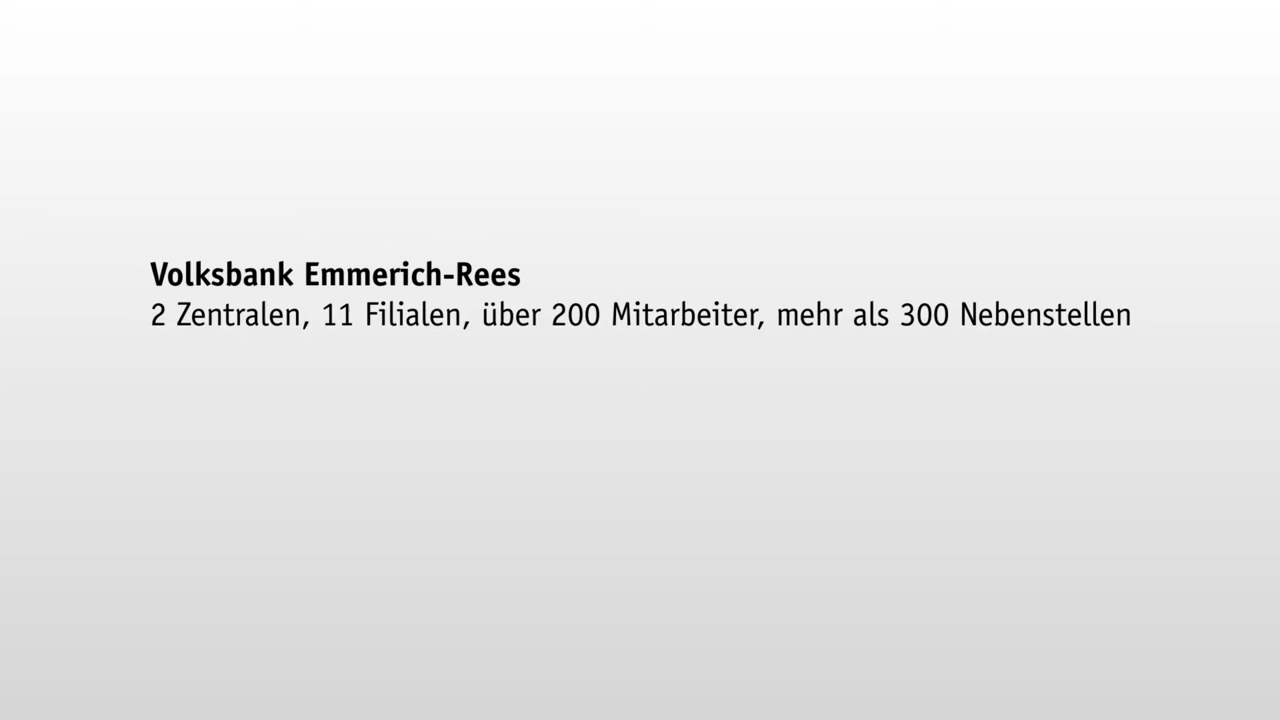 Volksbank Emmerich-Rees
2 Zentralen, 11 Filialen, über 200 Mitarbeiter, mehr als 300 Nebenstellen